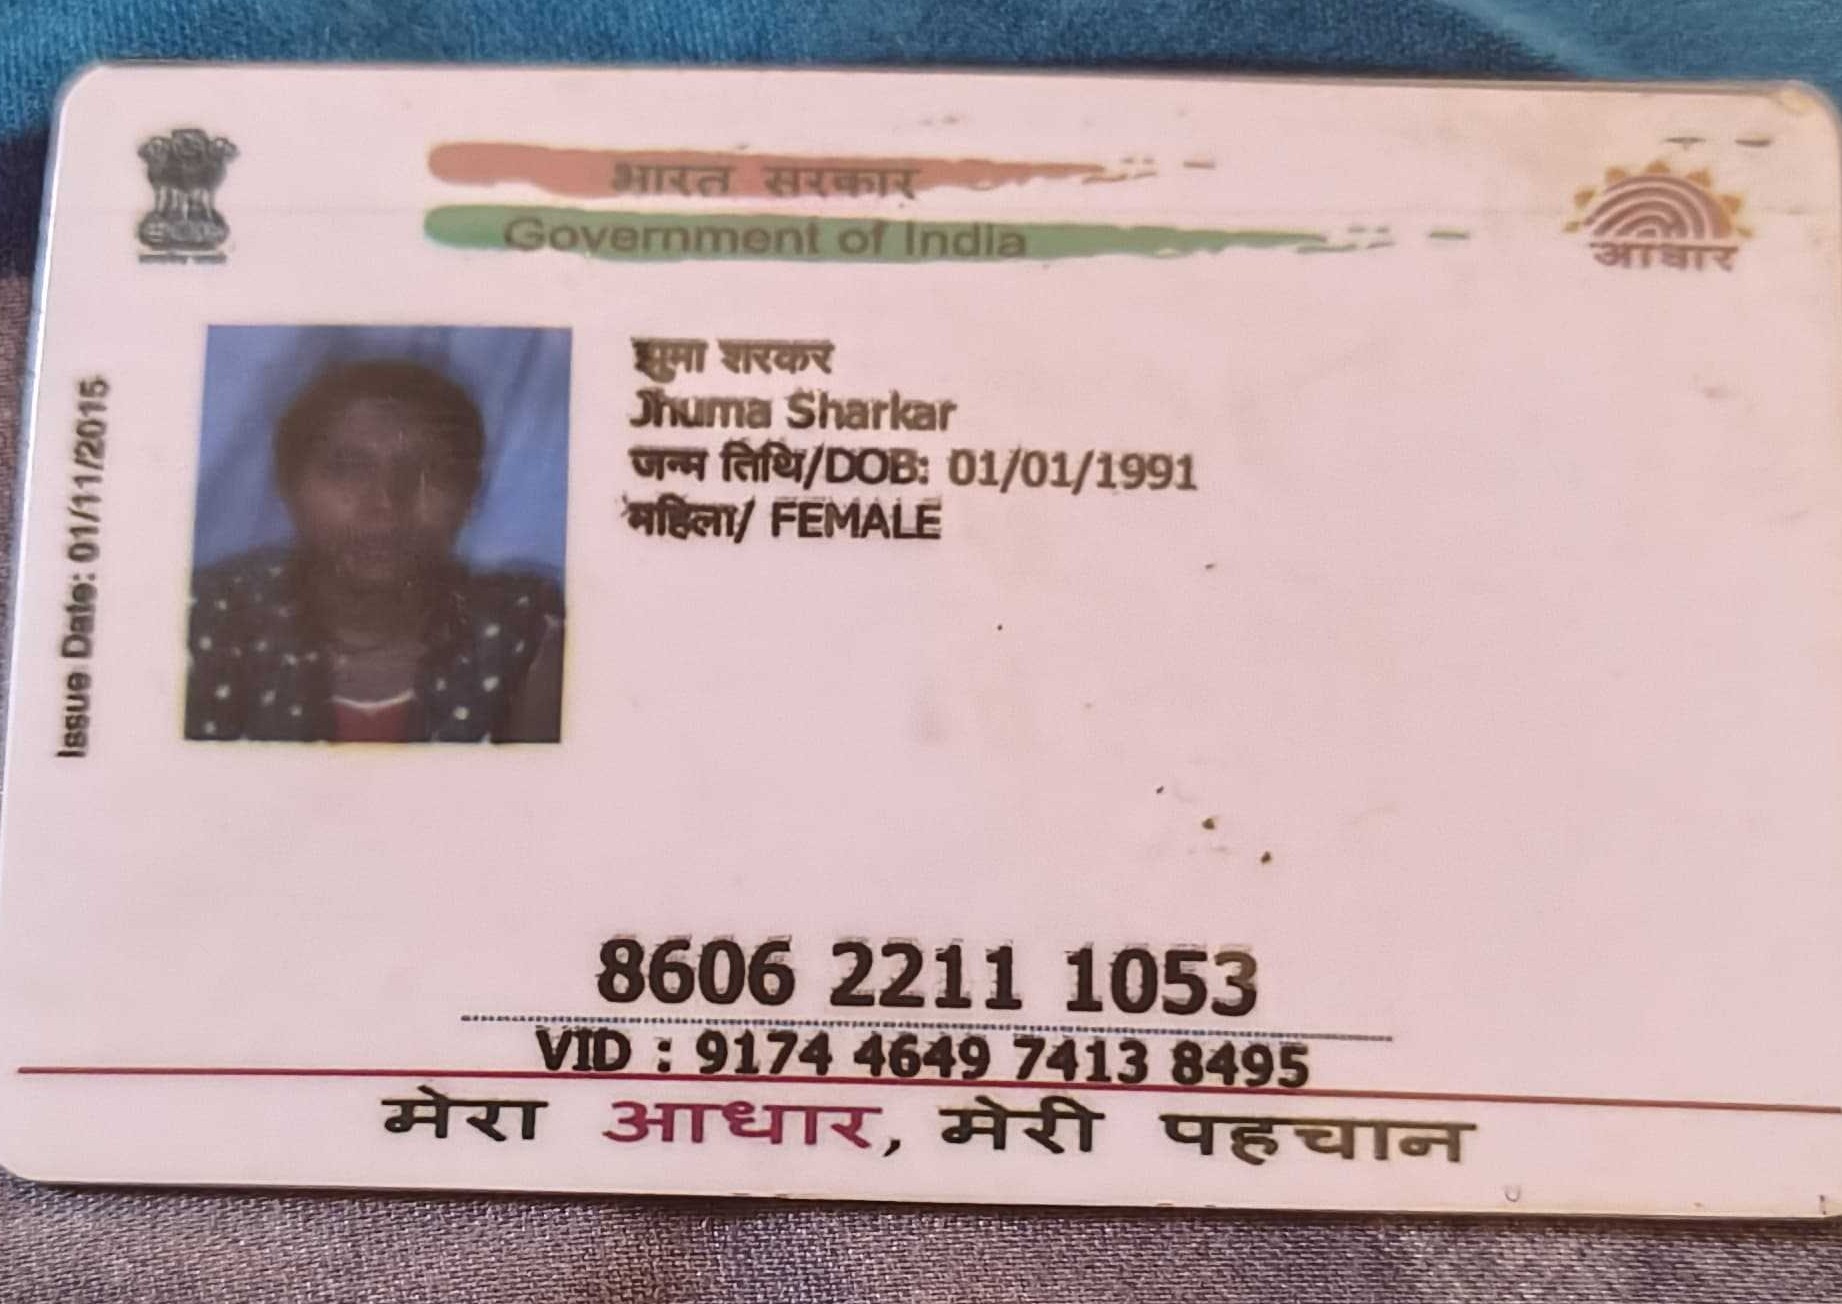 भारत सरकार
Government of India
आधार
Issue Date: 01/11/2015
झुमा शरकर
Jhuma Sharkar
जन्म तिथि/DOB: 01/01/1991
महिला/ FEMALE
8606 2211 1053
VID : 9174 4649 7413 8495
मेरा आधार, मेरी पहचान